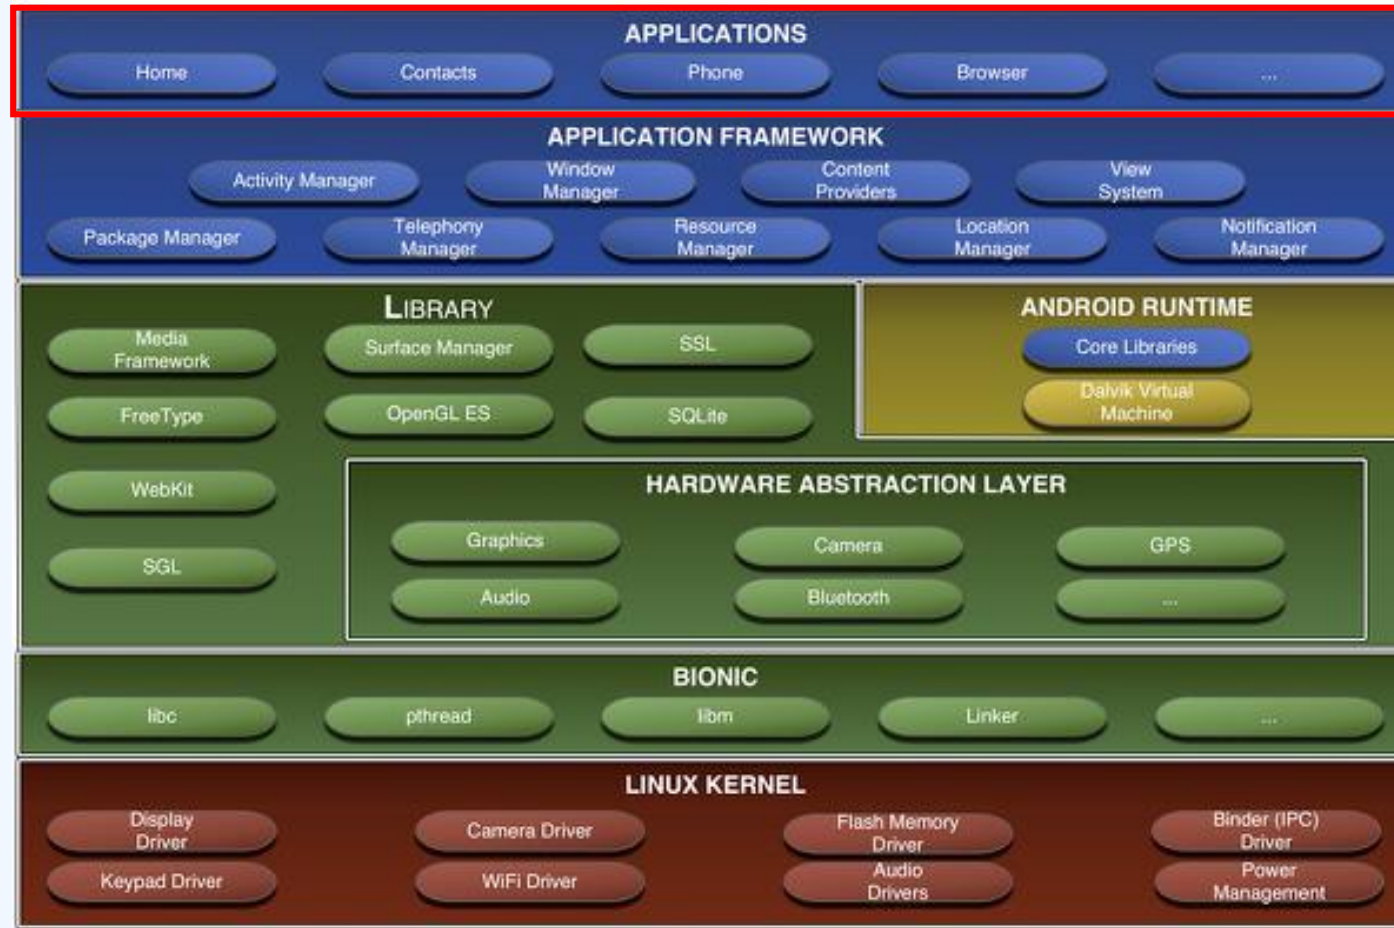 APPLICATIONS
Home
Contacts
Phone
Browser
...
APPLICATION FRAMEWORK
Activity Manager
Window
Manager
Content
Providers
View
System
Package Manager
Telephony
Manager
Resource
Manager
Location
Manager
Notification
Manager
LIBRARY
Media
Framework
Surface Manager
SSL
FreeType
OpenGL ES
SQLite
WebKit
SGL
ANDROID RUNTIME
Core Libraries
Dalvik Virtual
Machine
HARDWARE ABSTRACTION LAYER
Graphics
Camera
GPS
Audio
Bluetooth
...
BIONIC
libc
pthread
libm
Linker
...
LINUX KERNEL
Display
Driver
Camera Driver
Flash Memory
Driver
Binder (IPC)
Driver
Keypad Driver
WiFi Driver
Audio
Drivers
Power
Management